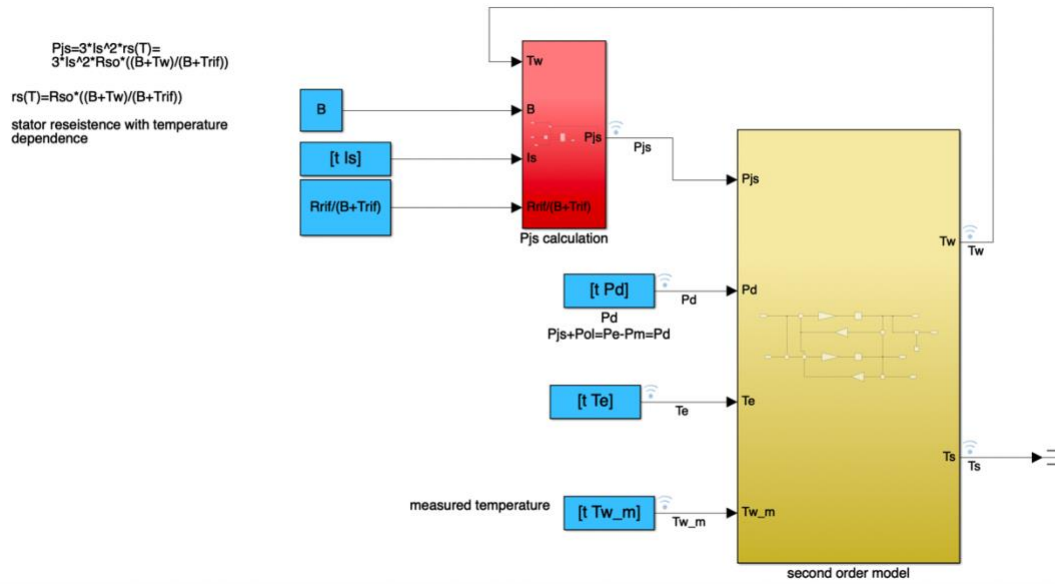 Pjs=3*Is^2*rs(T)=
3*Is^2*Rso*((B+Tw)/(B+Trif))
rs(T)=Rso*((B+Tw)/(B+Trif))
stator reseistence with temperature
dependence
B
[t Is]
Rrif/(B+Trif)
Tw
B
Is
Rrif/(B+Trif)
Pjs
Pjs calculation
Pjs
[t Pd]
Pd
Pjs+Pol=Pe-Pm=Pd
Pd
[t Te]
Te
measured temperature
[t Tw_m]
Tw_m
Pjs
Pd
Te
Tw_m
Tw
Ts
second order model
Tw
Ts